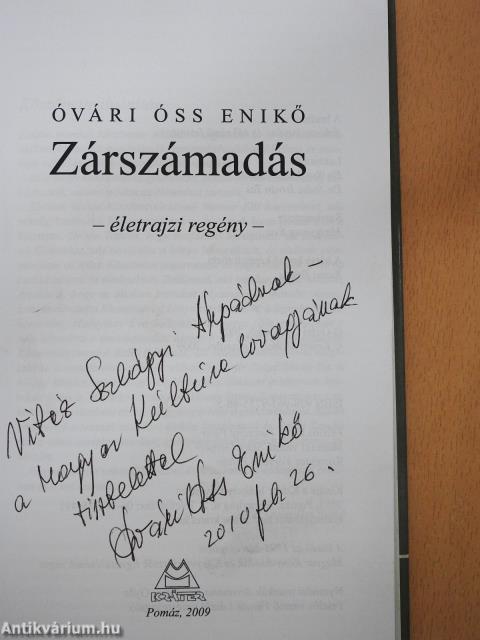 ÓVÁRI ÓSS ENIKŐ
Zárszámadás
– életrajzi regény –
Vitéz Szilágyi Árpádnak –
a Magyar Kultúra lovagjának
tisztelettel
Óvári Óss Enikő
2010 febr 26.
KRÁTER
Pomáz, 2009
Antikvárium.hu